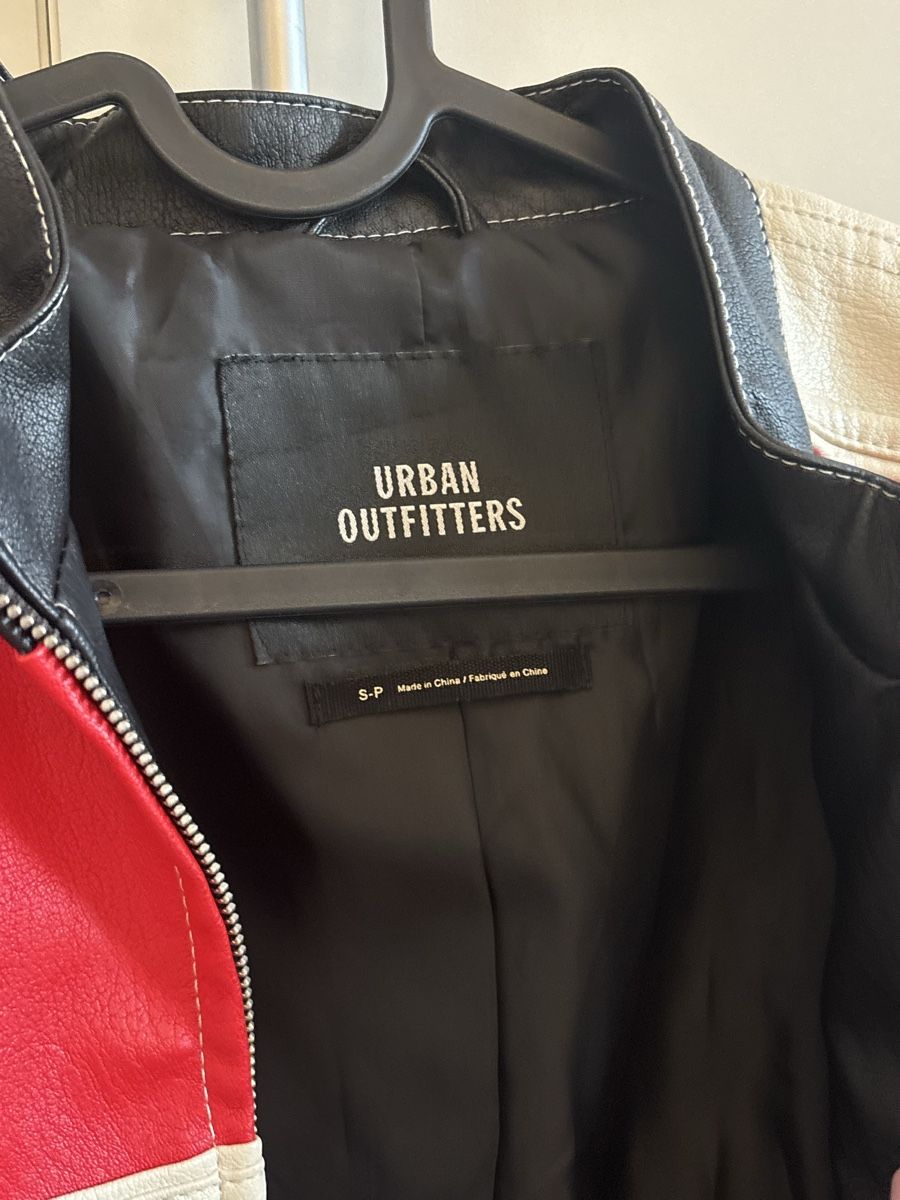 URBAN
OUTFITTERS
S-P Made in China / Fabriqué en Chine